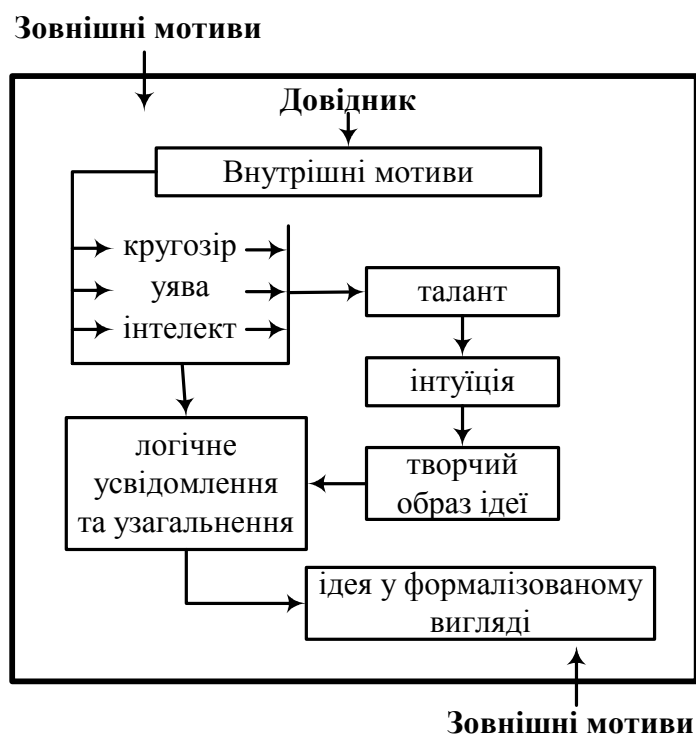 Зовнішні мотиви
Довідник
Внутрішні мотиви
кругозір
уява
інтелект
талант
інтуїція
творчий
образ ідеї
логічне
усвідомлення
та узагальнення
ідея у формалізованому
вигляді
Зовнішні мотиви